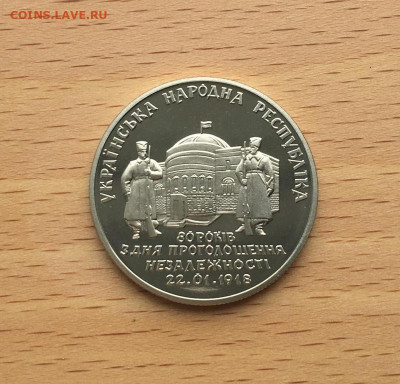 COINS.LAVE.RU
УКРАЇНСЬКА НАРОДНА РЕСПУБЛІКА
80 РОКІВ
З ДНЯ ПРОГОЛОШЕННЯ
НЕЗАЛЕЖНОСТІ
22.01.1918